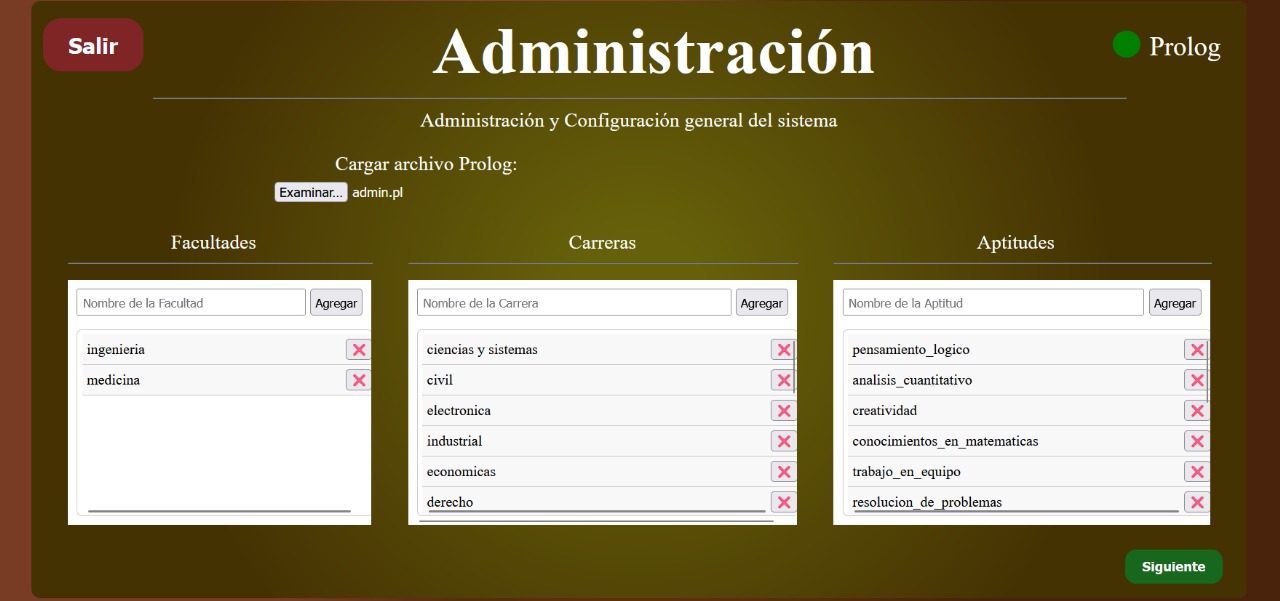 Salir
Administración
Prolog
Administración y Configuración general del sistema
Cargar archivo Prolog:
Examinar... admin.pl
Facultades
Nombre de la Facultad Agregar
ingenieria
medicina
Carreras
Nombre de la Carrera Agregar
ciencias y sistemas
civil
electronica
industrial
economicas
derecho
Aptitudes
Nombre de la Aptitud Agregar
pensamiento_logico
analisis_cuantitativo
creatividad
conocimientos_en_matematicas
trabajo_en_equipo
resolucion_de_problemas
Siguiente